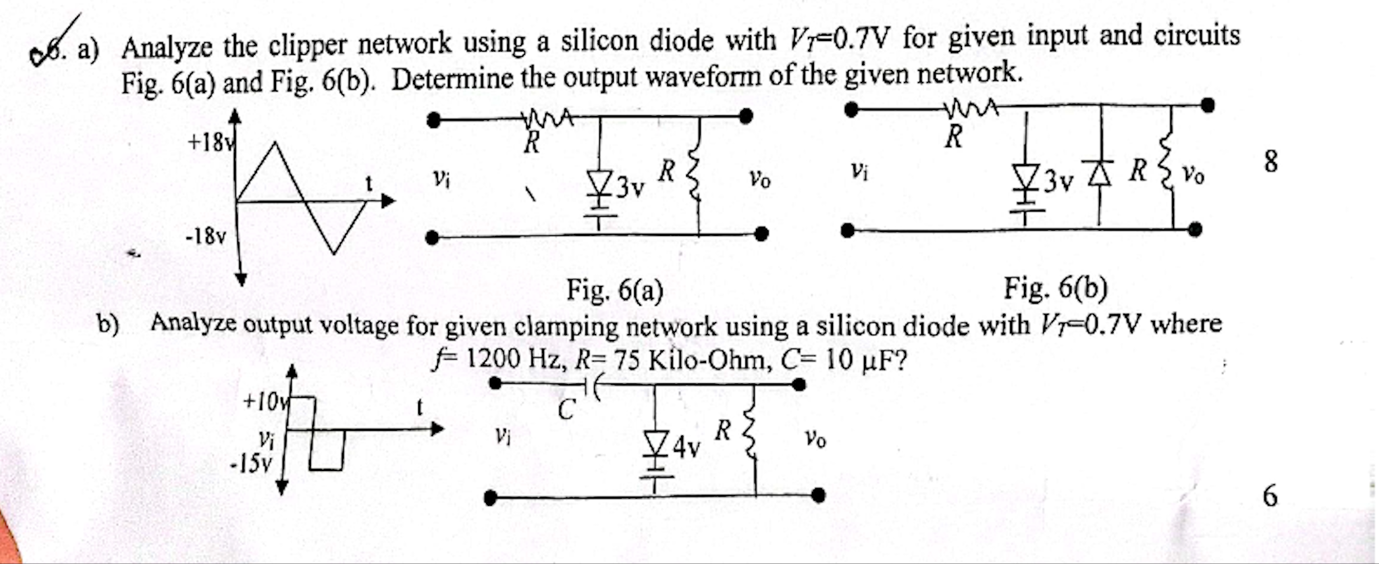 6. a) Analyze the clipper network using a silicon diode with VT=0.7V for given input and circuits
Fig. 6(a) and Fig. 6(b). Determine the output waveform of the given network.
+18v
-18v
t
R
Vi
3v
R
Vo
R
Vi
3v
R
Vo
8
Fig. 6(a)
Fig. 6(b)
b) Analyze output voltage for given clamping network using a silicon diode with VT=0.7V where
f= 1200 Hz, R= 75 Kilo-Ohm, C= 10 µF?
+10v
Vi
-15v
t
C
Vi
4v
R
Vo
6